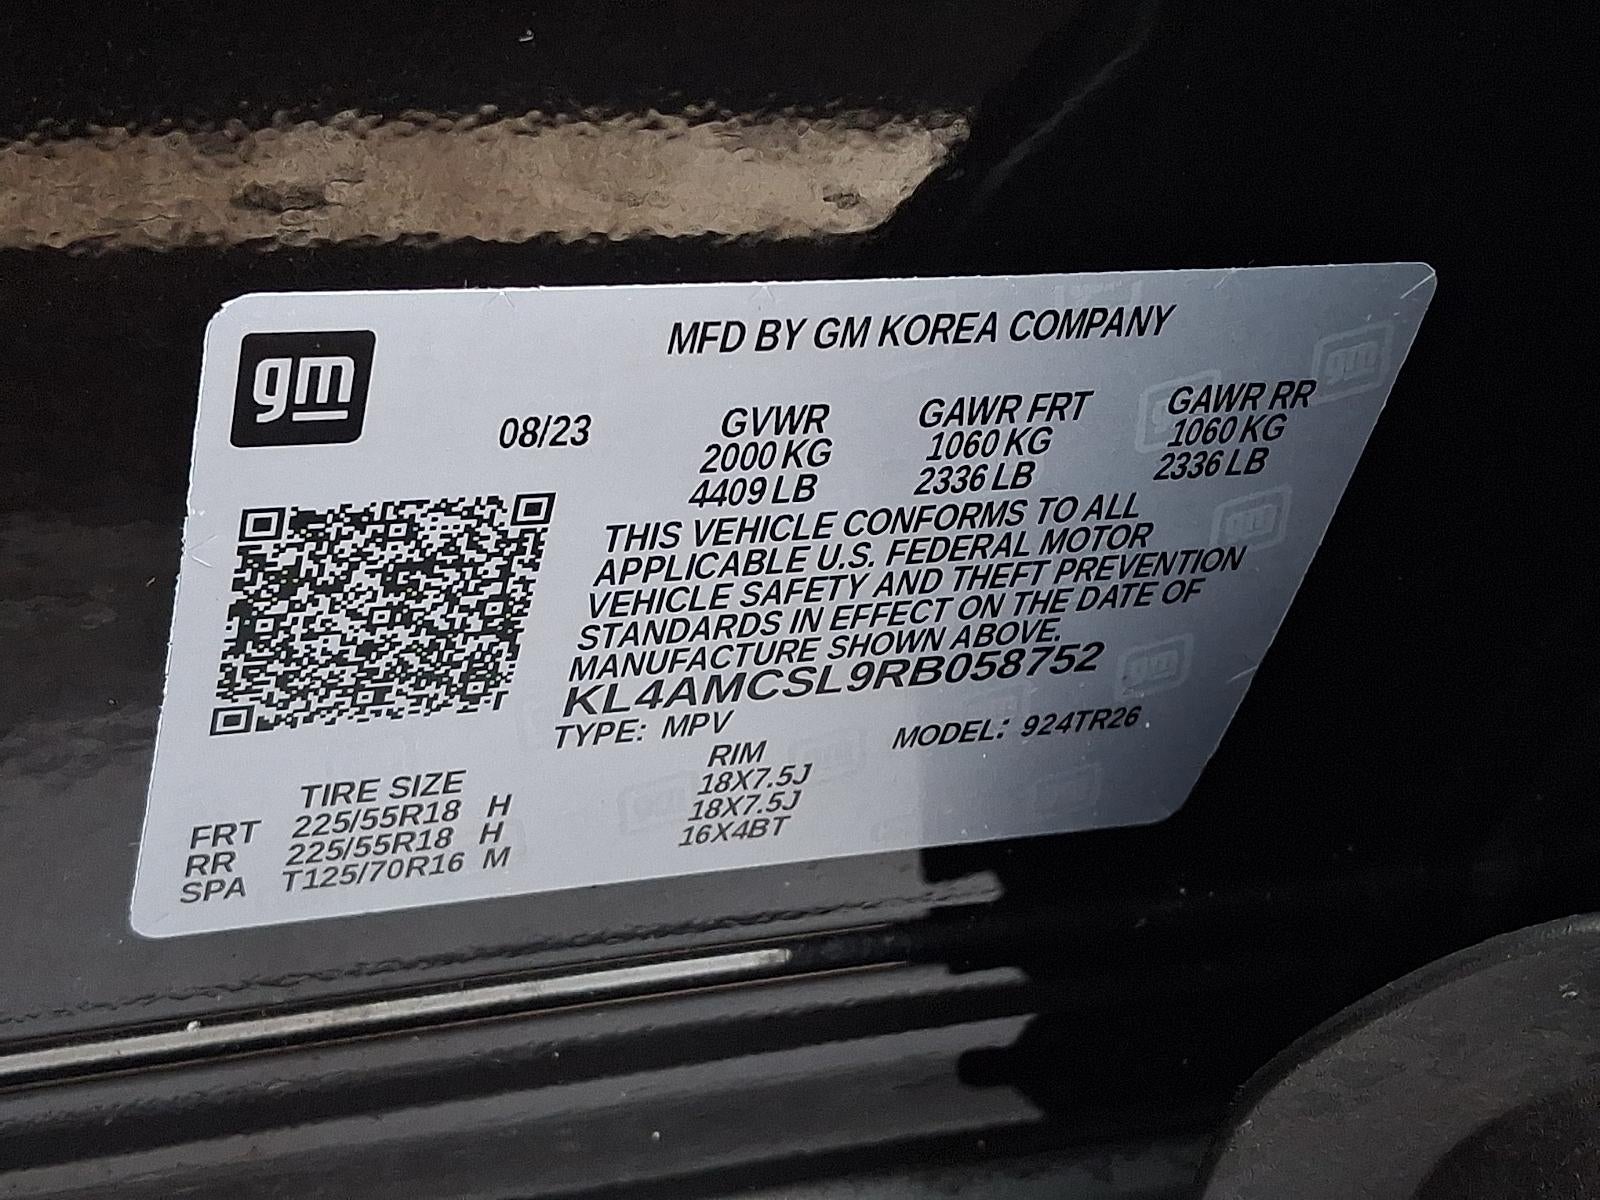 gm
MFD BY GM KOREA COMPANY
08/23 GVWR GAWR FRT GAWR RR
2000 KG 1060 KG 1060 KG
4409 LB 2336 LB 2336 LB
THIS VEHICLE CONFORMS TO ALL
APPLICABLE U.S. FEDERAL MOTOR
VEHICLE SAFETY AND THEFT PREVENTION
STANDARDS IN EFFECT ON THE DATE OF
MANUFACTURE SHOWN ABOVE.
KL4AMCSL9RB058752
TYPE: MPV MODEL: 924TR26
TIRE SIZE RIM
FRT 225/55R18 H 18X7.5J
RR 225/55R18 H 18X7.5J
SPA T125/70R16 M 16X4BT